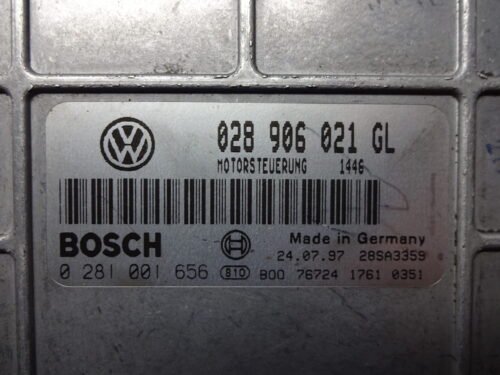 028 906 021 GL
MOTORSTEUERUNG 1446
BOSCH
Made in Germany
24.07.97 28SA3359
0 281 001 656 810 B00 76724 1761 0351